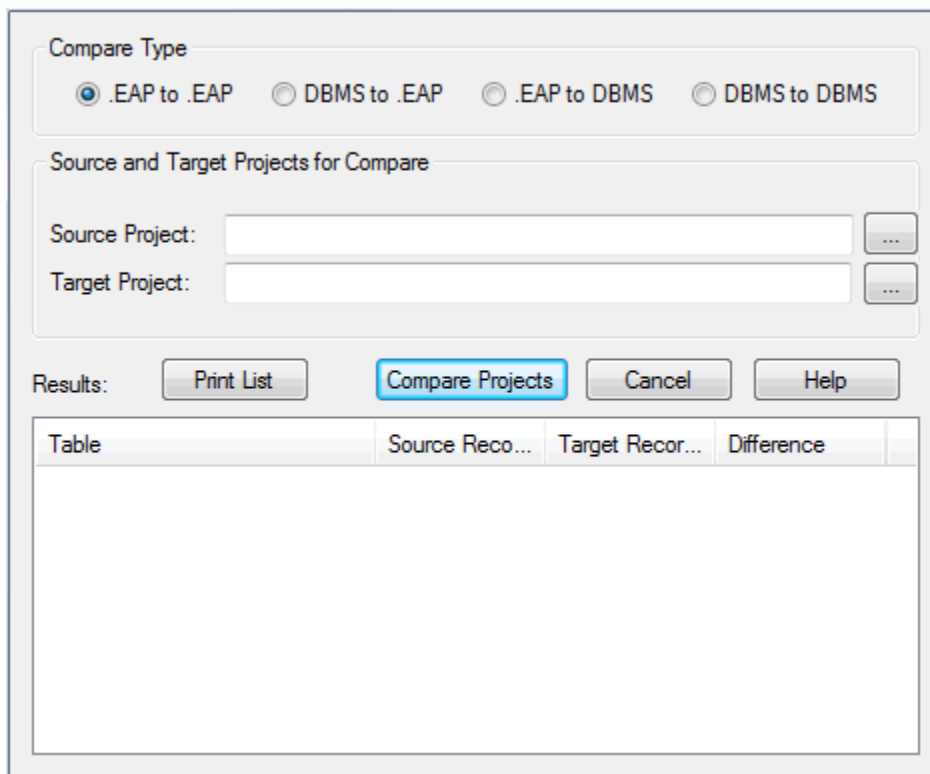 Compare Type
.EAP to .EAP DBMS to .EAP .EAP to DBMS DBMS to DBMS
Source and Target Projects for Compare
Source Project: ...
Target Project: ...
Results: Print List Compare Projects Cancel Help
Table Source Reco... Target Recor... Difference